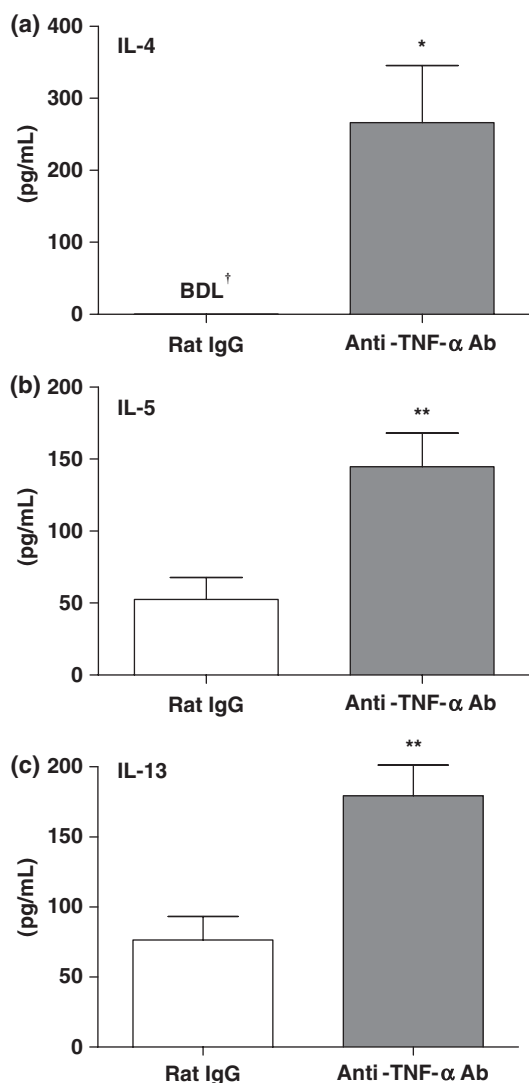 (a)
IL-4
*
400
300
200
100
0
(pg/mL)
BDL†
Rat IgG
Anti -TNF-α Ab
(b)
IL-5
**
200
150
100
50
0
(pg/mL)
Rat IgG
Anti -TNF-α Ab
(c)
IL-13
**
200
150
100
50
0
(pg/mL)
Rat IgG
Anti -TNF-α Ab